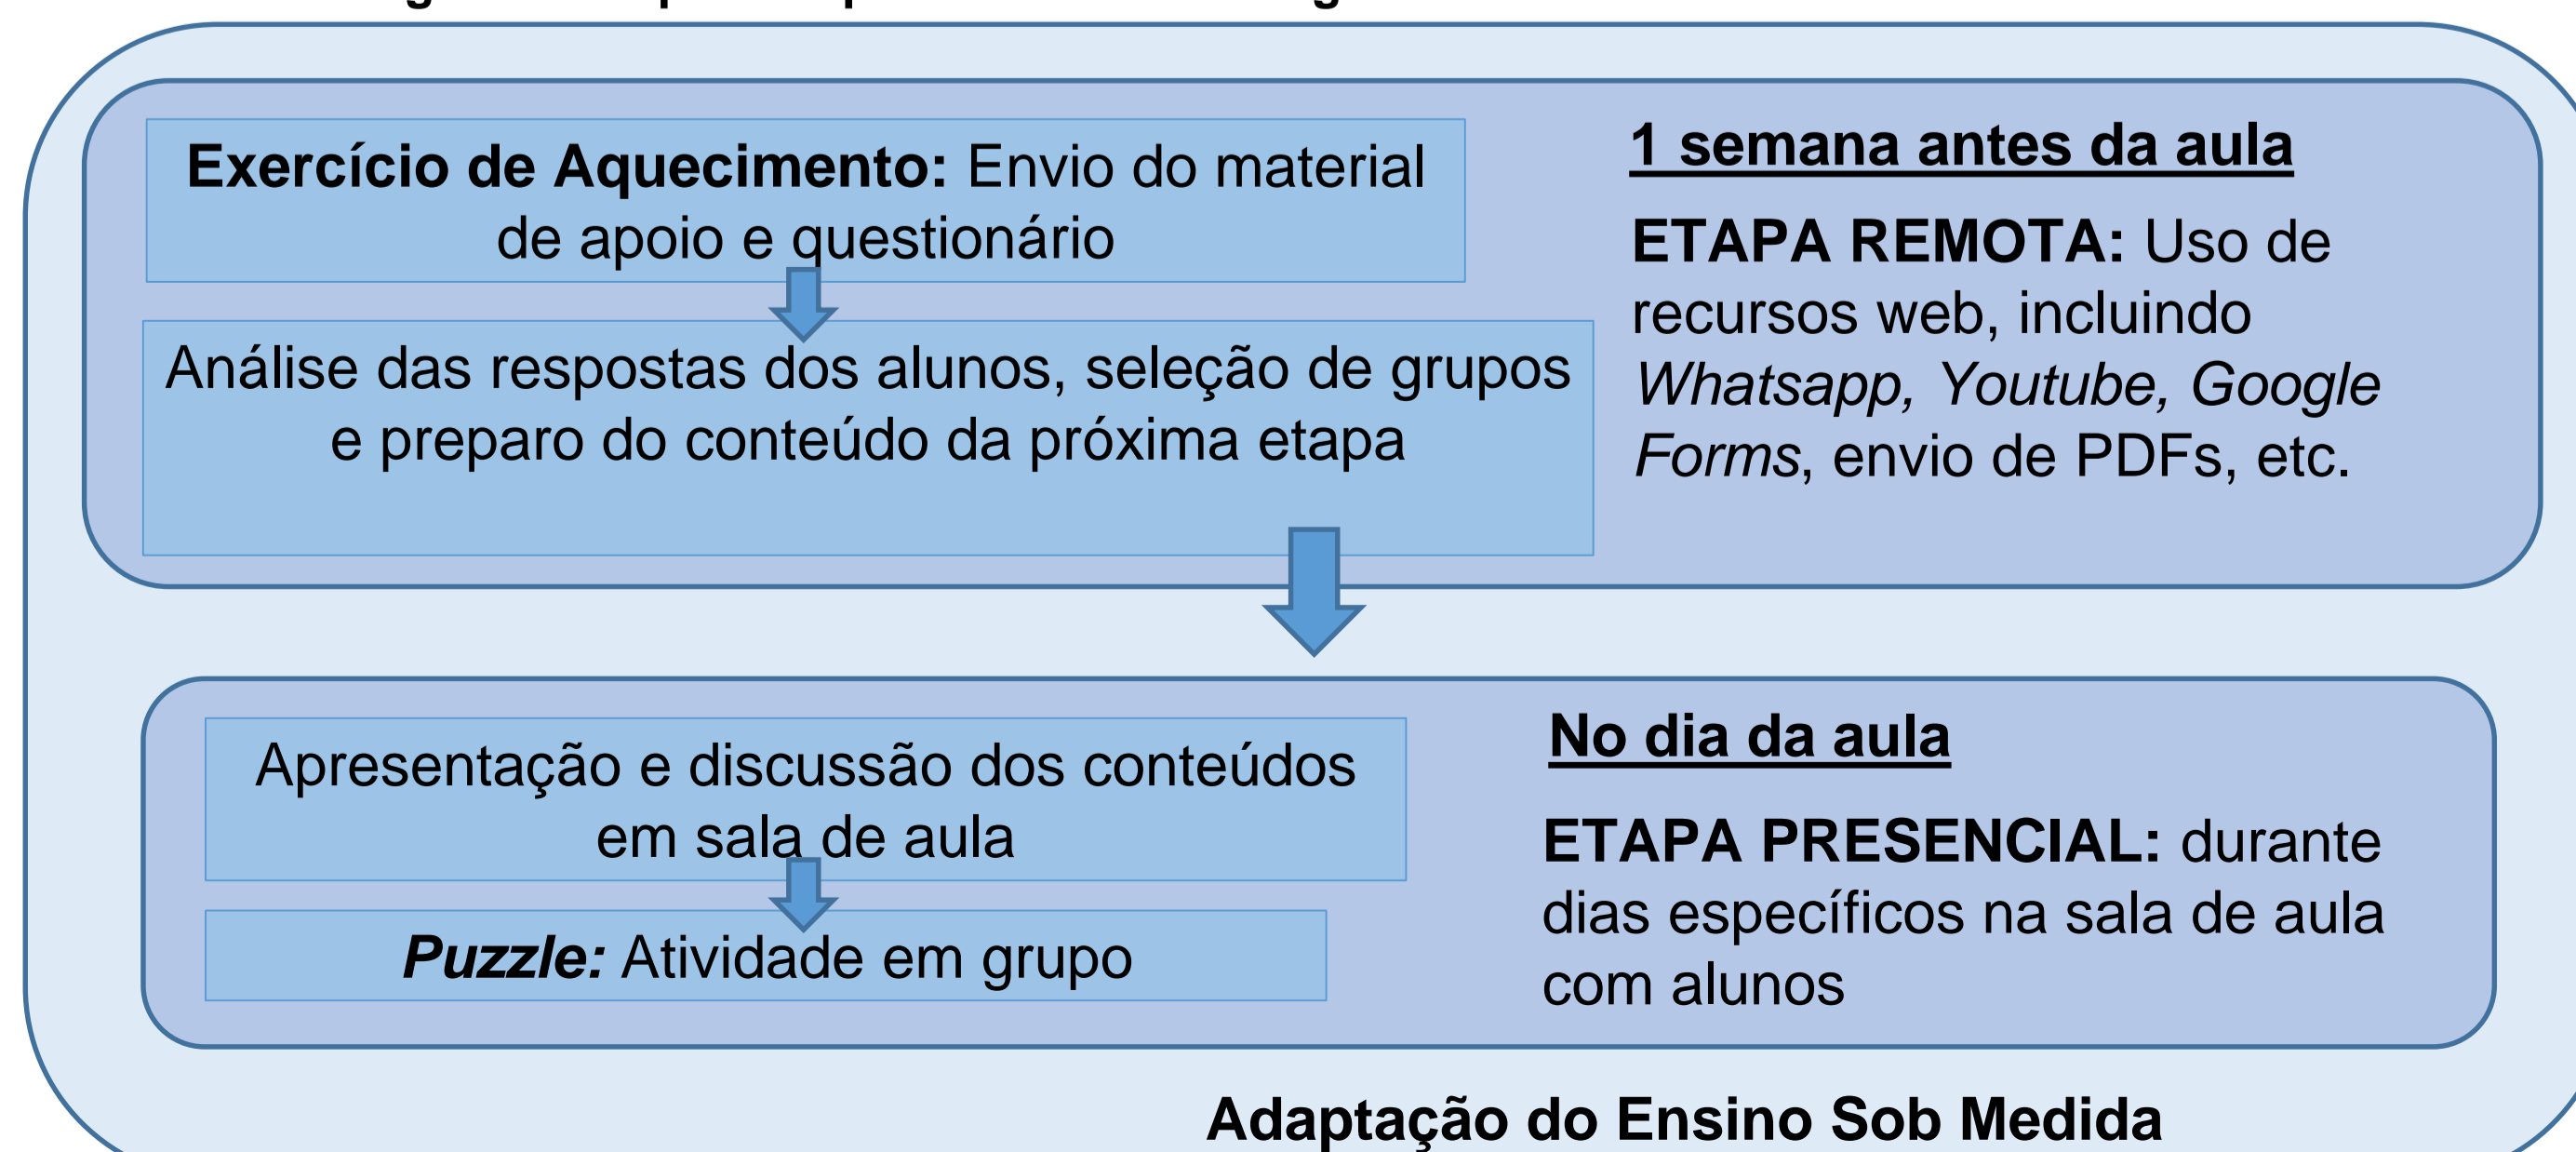 Exercício de Aquecimento: Envio do material
de apoio e questionário
Análise das respostas dos alunos, seleção de grupos
e preparo do conteúdo da próxima etapa
1 semana antes da aula
ETAPA REMOTA: Uso de
recursos web, incluindo
Whatsapp, Youtube, Google
Forms, envio de PDFs, etc.
Apresentação e discussão dos conteúdos
em sala de aula
Puzzle: Atividade em grupo
No dia da aula
ETAPA PRESENCIAL: durante
dias específicos na sala de aula
com alunos
Adaptação do Ensino Sob Medida